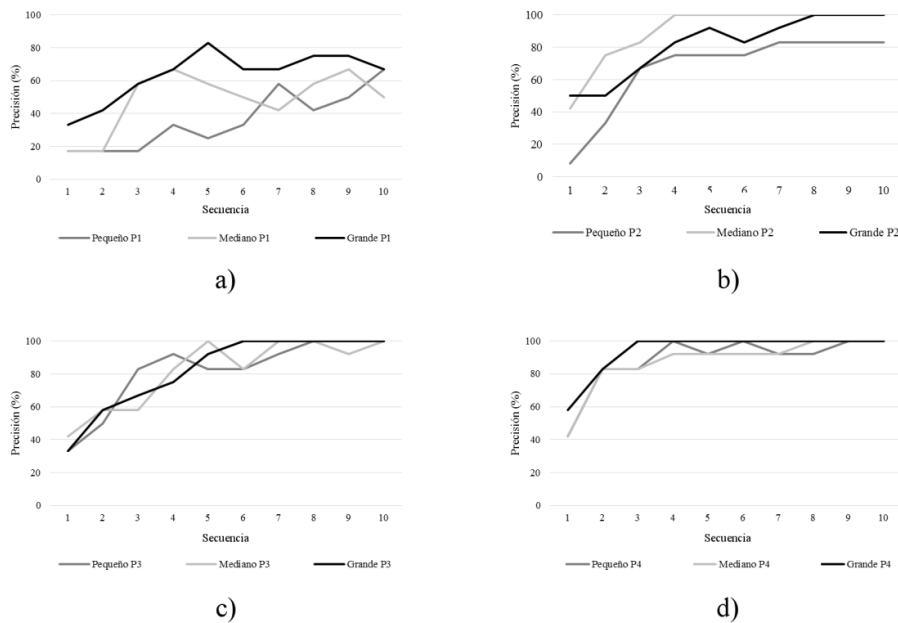 Precisión (%)
100
80
60
40
20
0
1 2 3 4 5 6 7 8 9 10
Secuencia
Pequeño P1 Mediano P1 Grande P1
a)
Precisión (%)
100
80
60
40
20
0
1 2 3 4 5 6 7 8 9 10
Secuencia
Pequeño P2 Mediano P2 Grande P2
b)
Precisión (%)
100
80
60
40
20
0
1 2 3 4 5 6 7 8 9 10
Secuencia
Pequeño P3 Mediano P3 Grande P3
c)
Precisión (%)
100
80
60
40
20
0
1 2 3 4 5 6 7 8 9 10
Secuencia
Pequeño P4 Mediano P4 Grande P4
d)